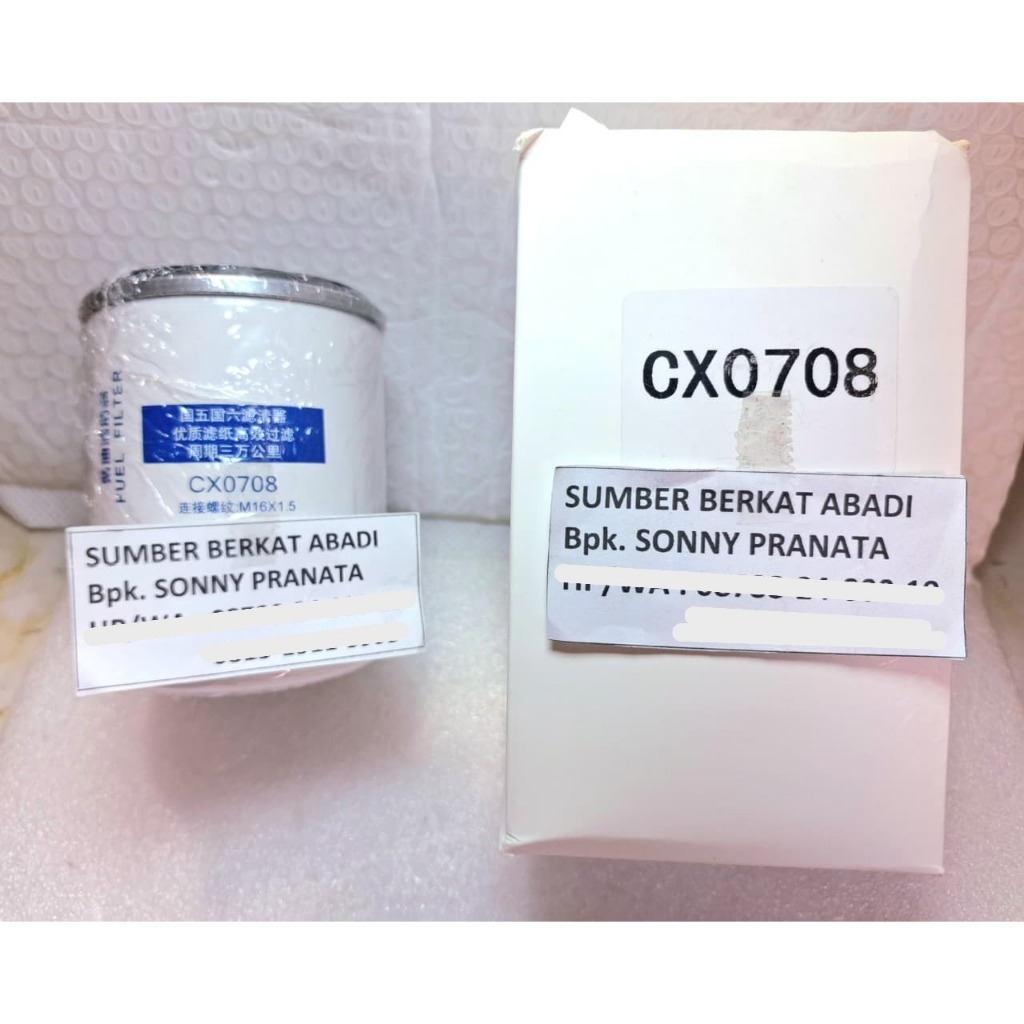 FUEL FILTER
国五国六滤清器
优质滤纸高效过滤
周期三万公里
CX0708
连接螺纹:M16X1.5
SUMBER BERKAT ABADI
Bpk. SONNY PRANATA
CX0708
SUMBER BERKAT ABADI
Bpk. SONNY PRANATA